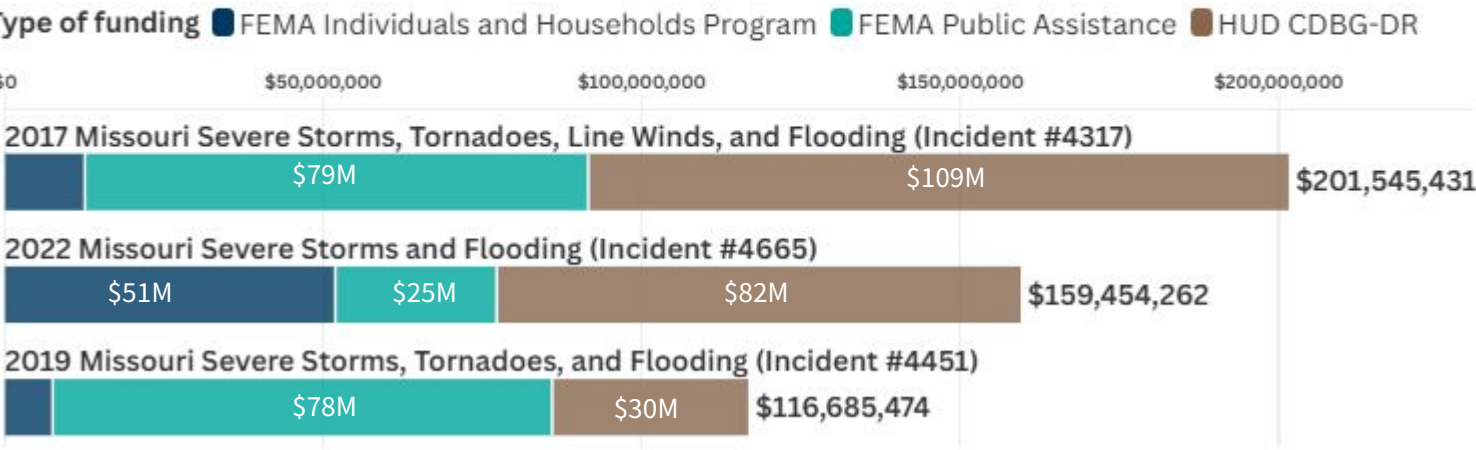 ype of funding FEMA Individuals and Households Program FEMA Public Assistance HUD CDBG-DR
$0 $50,000,000 $100,000,000 $150,000,000 $200,000,000
2017 Missouri Severe Storms, Tornadoes, Line Winds, and Flooding (Incident #4317)
$79M $109M $201,545,431
2022 Missouri Severe Storms and Flooding (Incident #4665)
$51M $25M $82M $159,454,262
2019 Missouri Severe Storms, Tornadoes, and Flooding (Incident #4451)
$78M $30M $116,685,474